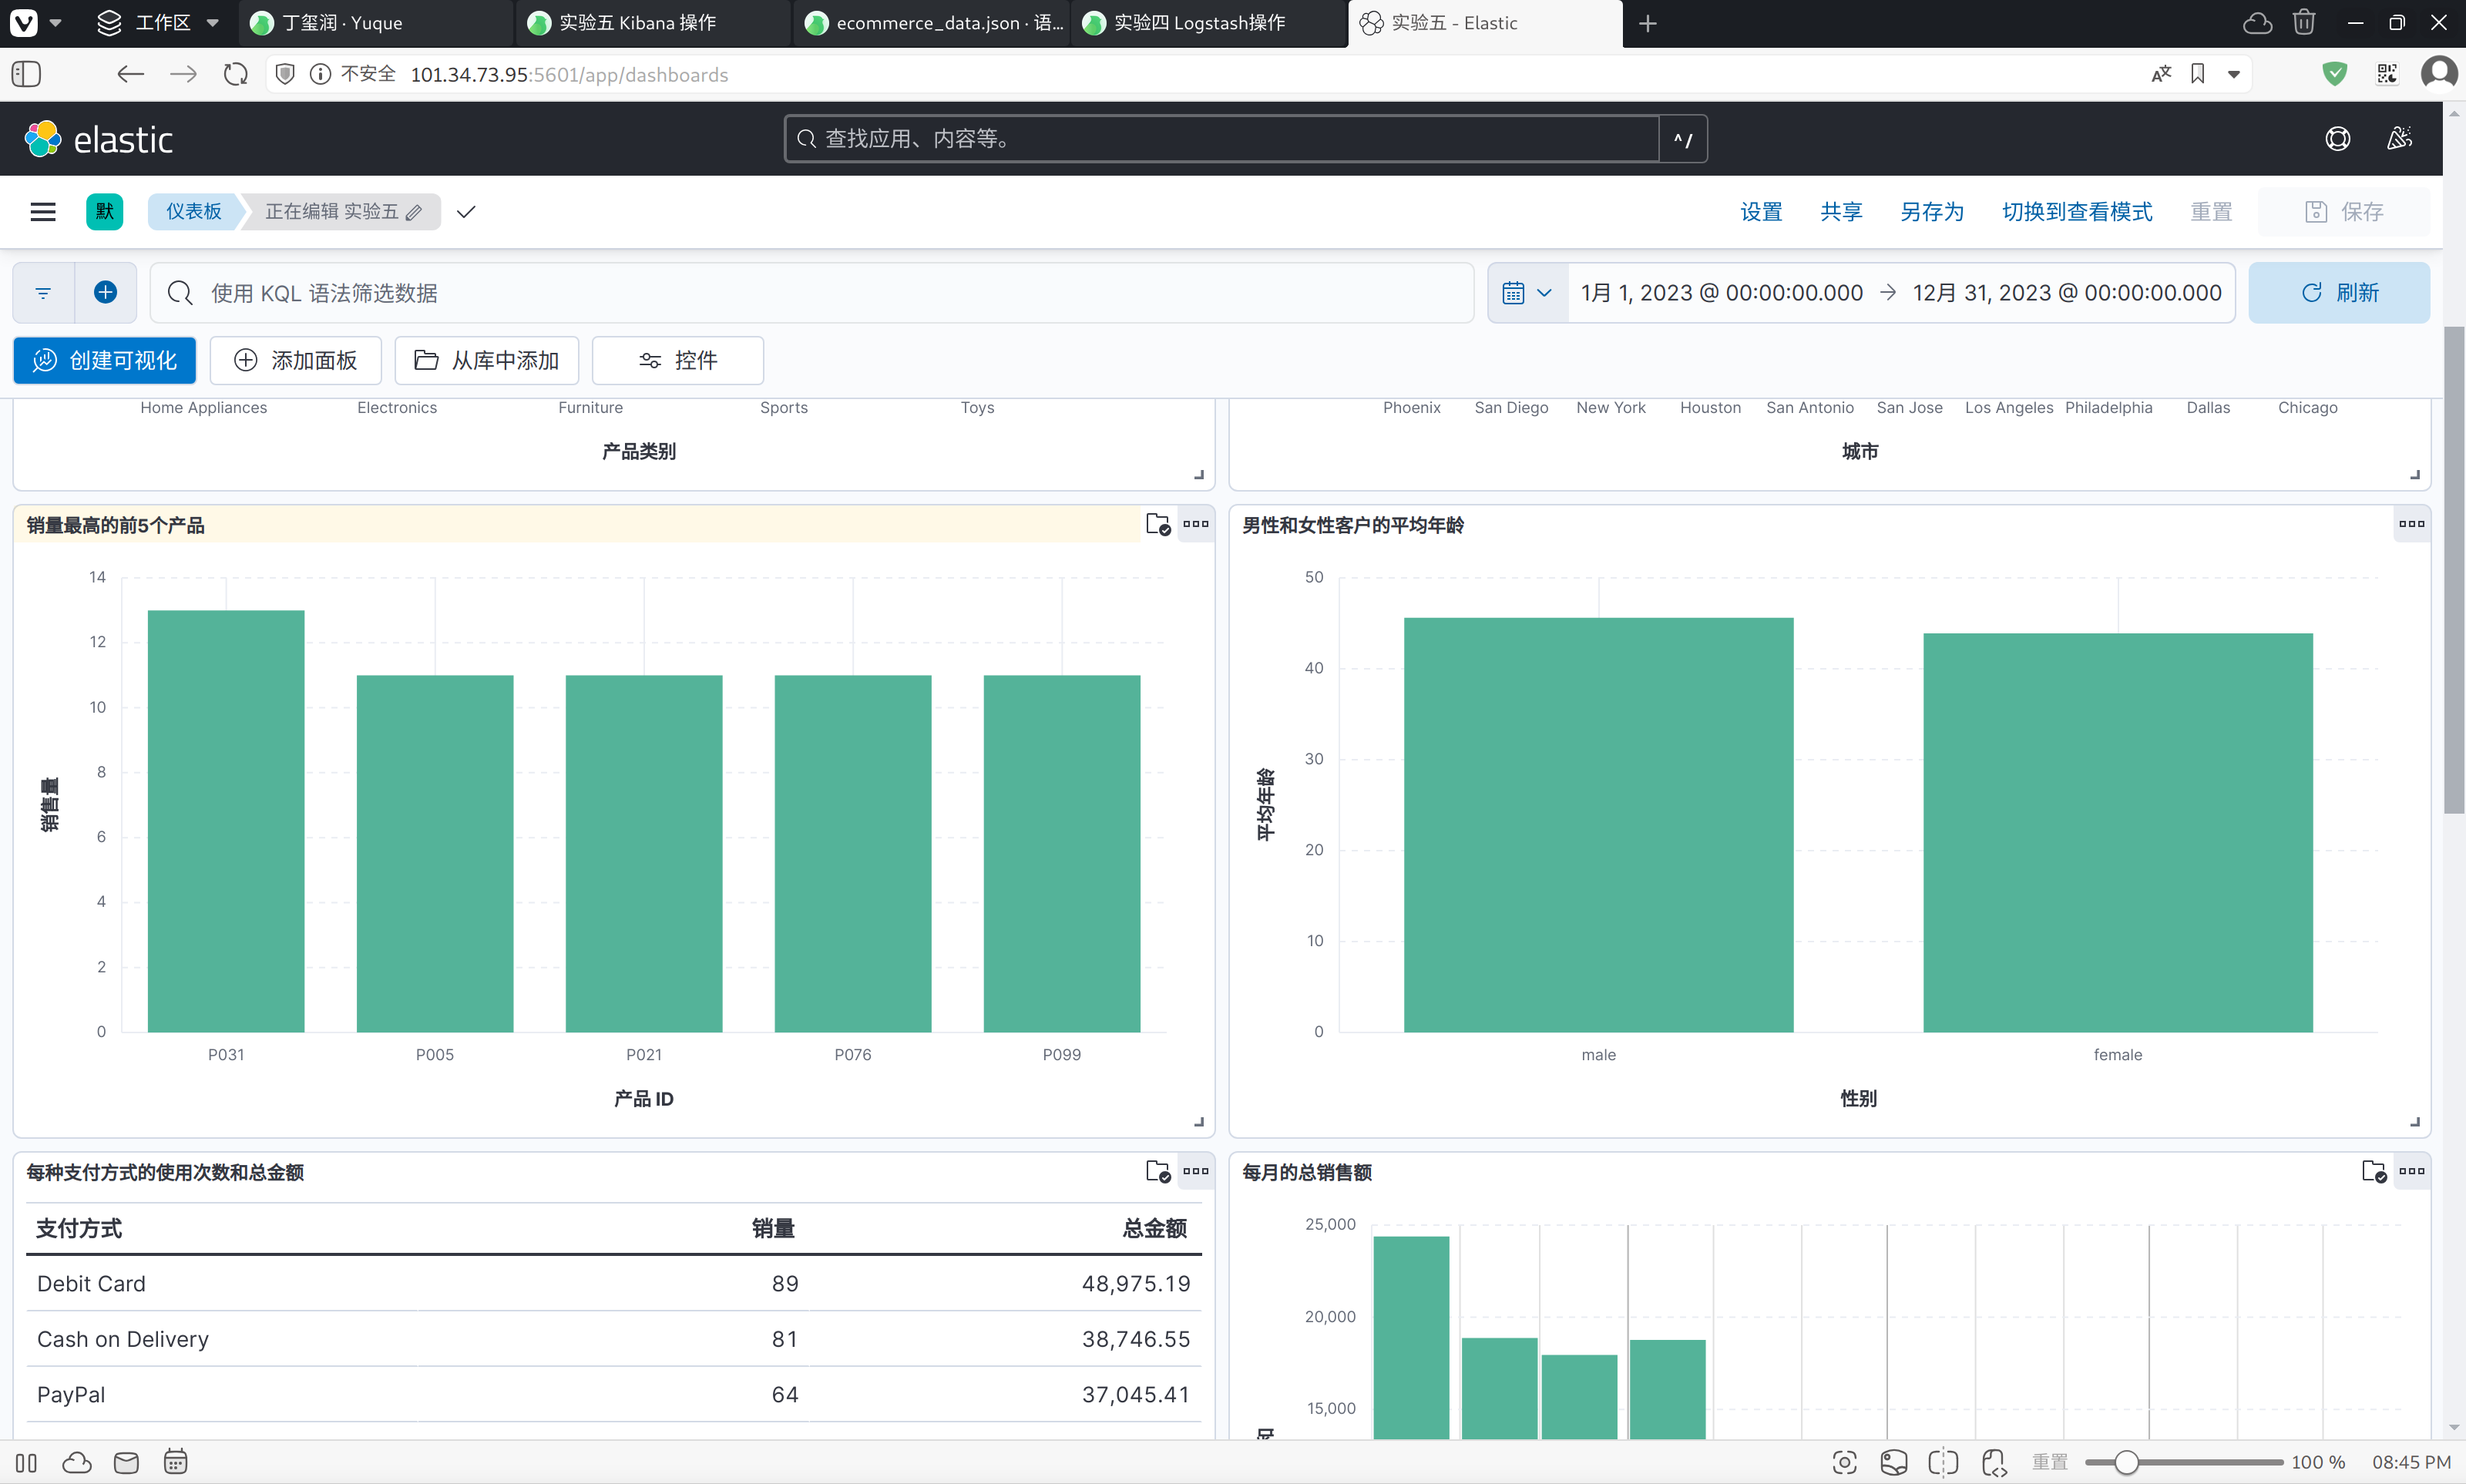 工作区
丁玺润 · Yuque
实验五 Kibana 操作
ecommerce_data.json · 语...
实验四 Logstash操作
实验五 - Elastic
不安全 101.34.73.95:5601/app/dashboards
elastic
查找应用、内容等。
^ /
默
仪表板
正在编辑 实验五
设置
共享
另存为
切换到查看模式
重置
保存
使用 KQL 语法筛选数据
1月 1, 2023 @ 00:00:00.000 → 12月 31, 2023 @ 00:00:00.000
刷新
创建可视化
添加面板
从库中添加
控件
Home Appliances Electronics Furniture Sports Toys
产品类别
Phoenix San Diego New York Houston San Antonio San Jose Los Angeles Philadelphia Dallas Chicago
城市
销量最高的前5个产品
14
12
10
8
6
4
2
0
销售量
P031 P005 P021 P076 P099
产品 ID
男性和女性客户的平均年龄
50
40
30
20
10
0
平均年龄
male female
性别
每种支付方式的使用次数和总金额
支付方式 销量 总金额
Debit Card 89 48,975.19
Cash on Delivery 81 38,746.55
PayPal 64 37,045.41
每月的总销售额
25,000
20,000
15,000
重置
100 %
08:45 PM